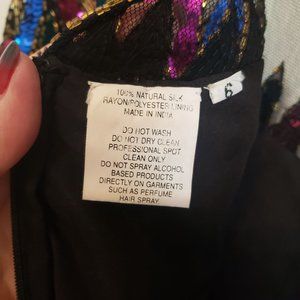 100% NATURAL SILK
RAYON/POLYESTER LINING
MADE IN INDIA
DO NOT WASH
DO NOT DRY CLEAN
PROFESSIONAL SPOT
CLEAN ONLY
DO NOT SPRAY ALCOHOL
BASED PRODUCTS
DIRECTLY ON GARMENTS
SUCH AS PERFUME
HAIR SPRAY.
6